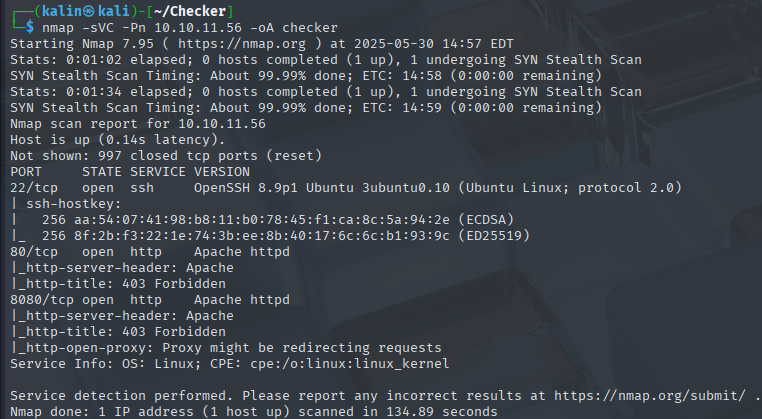 ┌──(kalin㉿kali)-[~/Checker]
└─$ nmap -sVC -Pn 10.10.11.56 -oA checker
Starting Nmap 7.95 ( https://nmap.org ) at 2025-05-30 14:57 EDT
Stats: 0:01:02 elapsed; 0 hosts completed (1 up), 1 undergoing SYN Stealth Scan
SYN Stealth Scan Timing: About 99.99% done; ETC: 14:58 (0:00:00 remaining)
Stats: 0:01:34 elapsed; 0 hosts completed (1 up), 1 undergoing SYN Stealth Scan
SYN Stealth Scan Timing: About 99.99% done; ETC: 14:59 (0:00:00 remaining)
Nmap scan report for 10.10.11.56
Host is up (0.14s latency).
Not shown: 997 closed tcp ports (reset)
PORT     STATE SERVICE VERSION
22/tcp   open  ssh     OpenSSH 8.9p1 Ubuntu 3ubuntu0.10 (Ubuntu Linux; protocol 2.0)
| ssh-hostkey:
|   256 aa:54:07:41:98:b8:11:b0:78:45:f1:ca:8c:5a:94:2e (ECDSA)
|_  256 8f:2b:f3:22:1e:74:3b:ee:8b:40:17:6c:6c:b1:93:9c (ED25519)
80/tcp   open  http    Apache httpd
|_http-server-header: Apache
|_http-title: 403 Forbidden
8080/tcp open  http    Apache httpd
|_http-server-header: Apache
|_http-title: 403 Forbidden
|_http-open-proxy: Proxy might be redirecting requests
Service Info: OS: Linux; CPE: cpe:/o:linux:linux_kernel

Service detection performed. Please report any incorrect results at https://nmap.org/submit/ .
Nmap done: 1 IP address (1 host up) scanned in 134.89 seconds